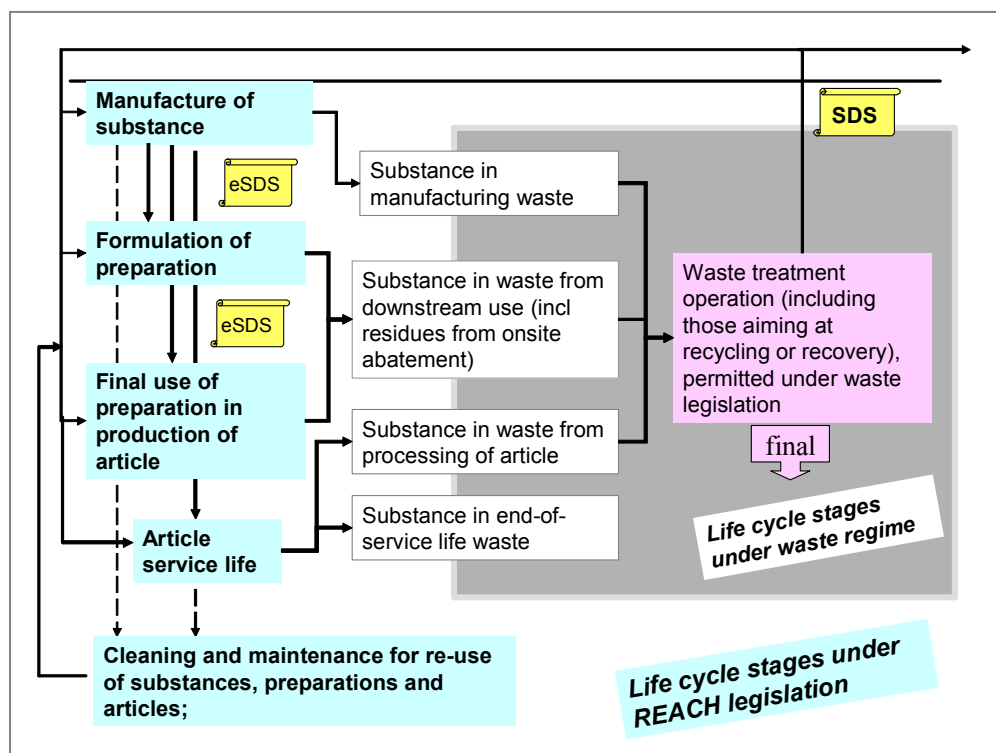 Manufacture of
substance
SDS
eSDS
Substance in
manufacturing waste
Formulation of
preparation
Substance in waste from
downstream use (incl
residues from onsite
abatement)
Waste treatment
operation (including
those aiming at
recycling or recovery),
permitted under waste
legislation
eSDS
Final use of
preparation in
production of
article
Substance in waste from
processing of article
final
Article
service life
Substance in end-of-
service life waste
Life cycle stages
under waste regime
Cleaning and maintenance for re-use
of substances, preparations and
articles;
Life cycle stages under
REACH legislation